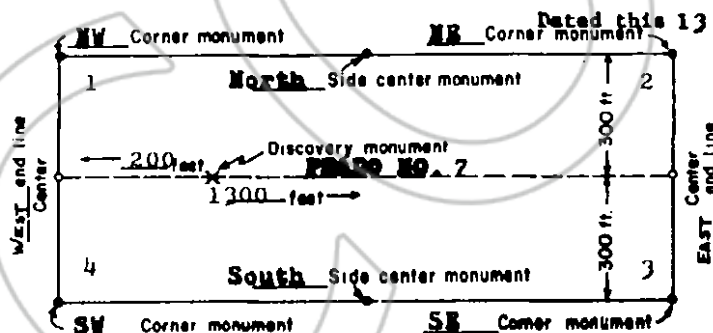 Dated this 13
NW Corner monument
NE Corner monument
1
North Side center monument
2
300 ft
200 feet
Discovery monument
NO. 7
1300 feet
WEST end line
Center
Center
EAST end line
300 ft.
4
South Side center monument
3
SW Corner monument
SE Corner monument